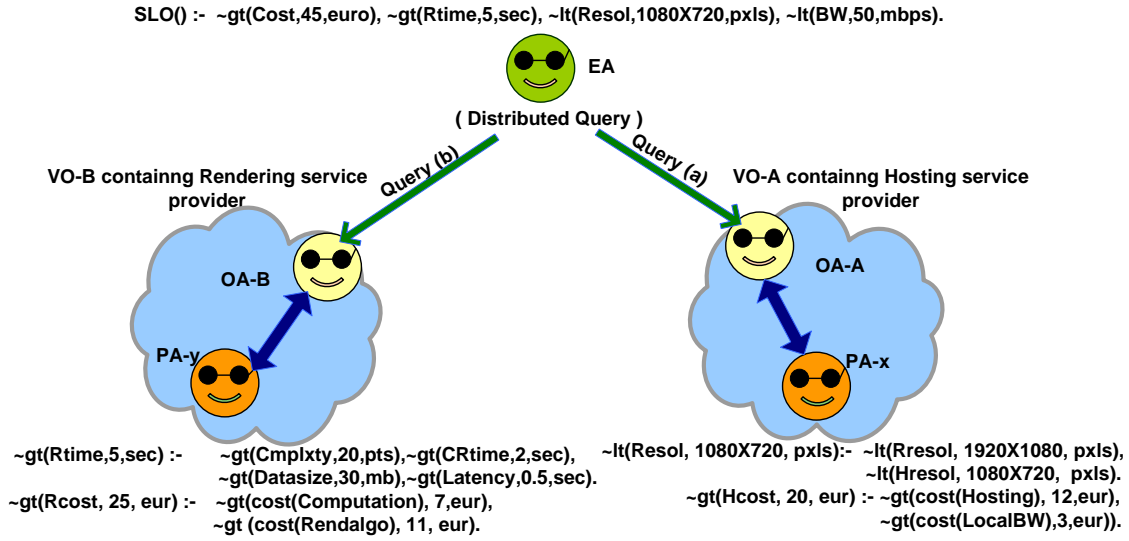 SLO() :- ~gt(Cost,45,euro), ~gt(Rtime,5,sec), ~lt(Resol,1080X720,pxls), ~lt(BW,50,mbps).
EA
( Distributed Query )
Query (b)
Query (a)
VO-B containng Rendering service
provider
VO-A containng Hosting service
provider
OA-B
OA-A
PA-y
PA-x
~gt(Rtime,5,sec) :- ~gt(Cmplxty,20,pts),~gt(CRtime,2,sec),
~gt(Datasize,30,mb),~gt(Latency,0.5,sec).
~gt(Rcost, 25, eur) :- ~gt(cost(Computation), 7,eur),
~gt (cost(Rendalgo), 11, eur).
~lt(Resol, 1080X720, pxls):- ~lt(Rresol, 1920X1080, pxls),
~lt(Hresol, 1080X720, pxls).
~gt(Hcost, 20, eur) :- ~gt(cost(Hosting), 12,eur),
~gt(cost(LocalBW),3,eur)).